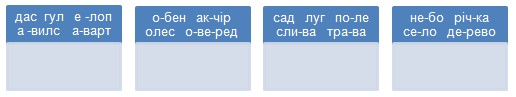 дас гул е -лоп
а -вилс а-варт
о-бен ак-чір
олес о-ве-ред
сад луг по-ле
сли-ва тра-ва
не-бо річ-ка
се-ло де-рево